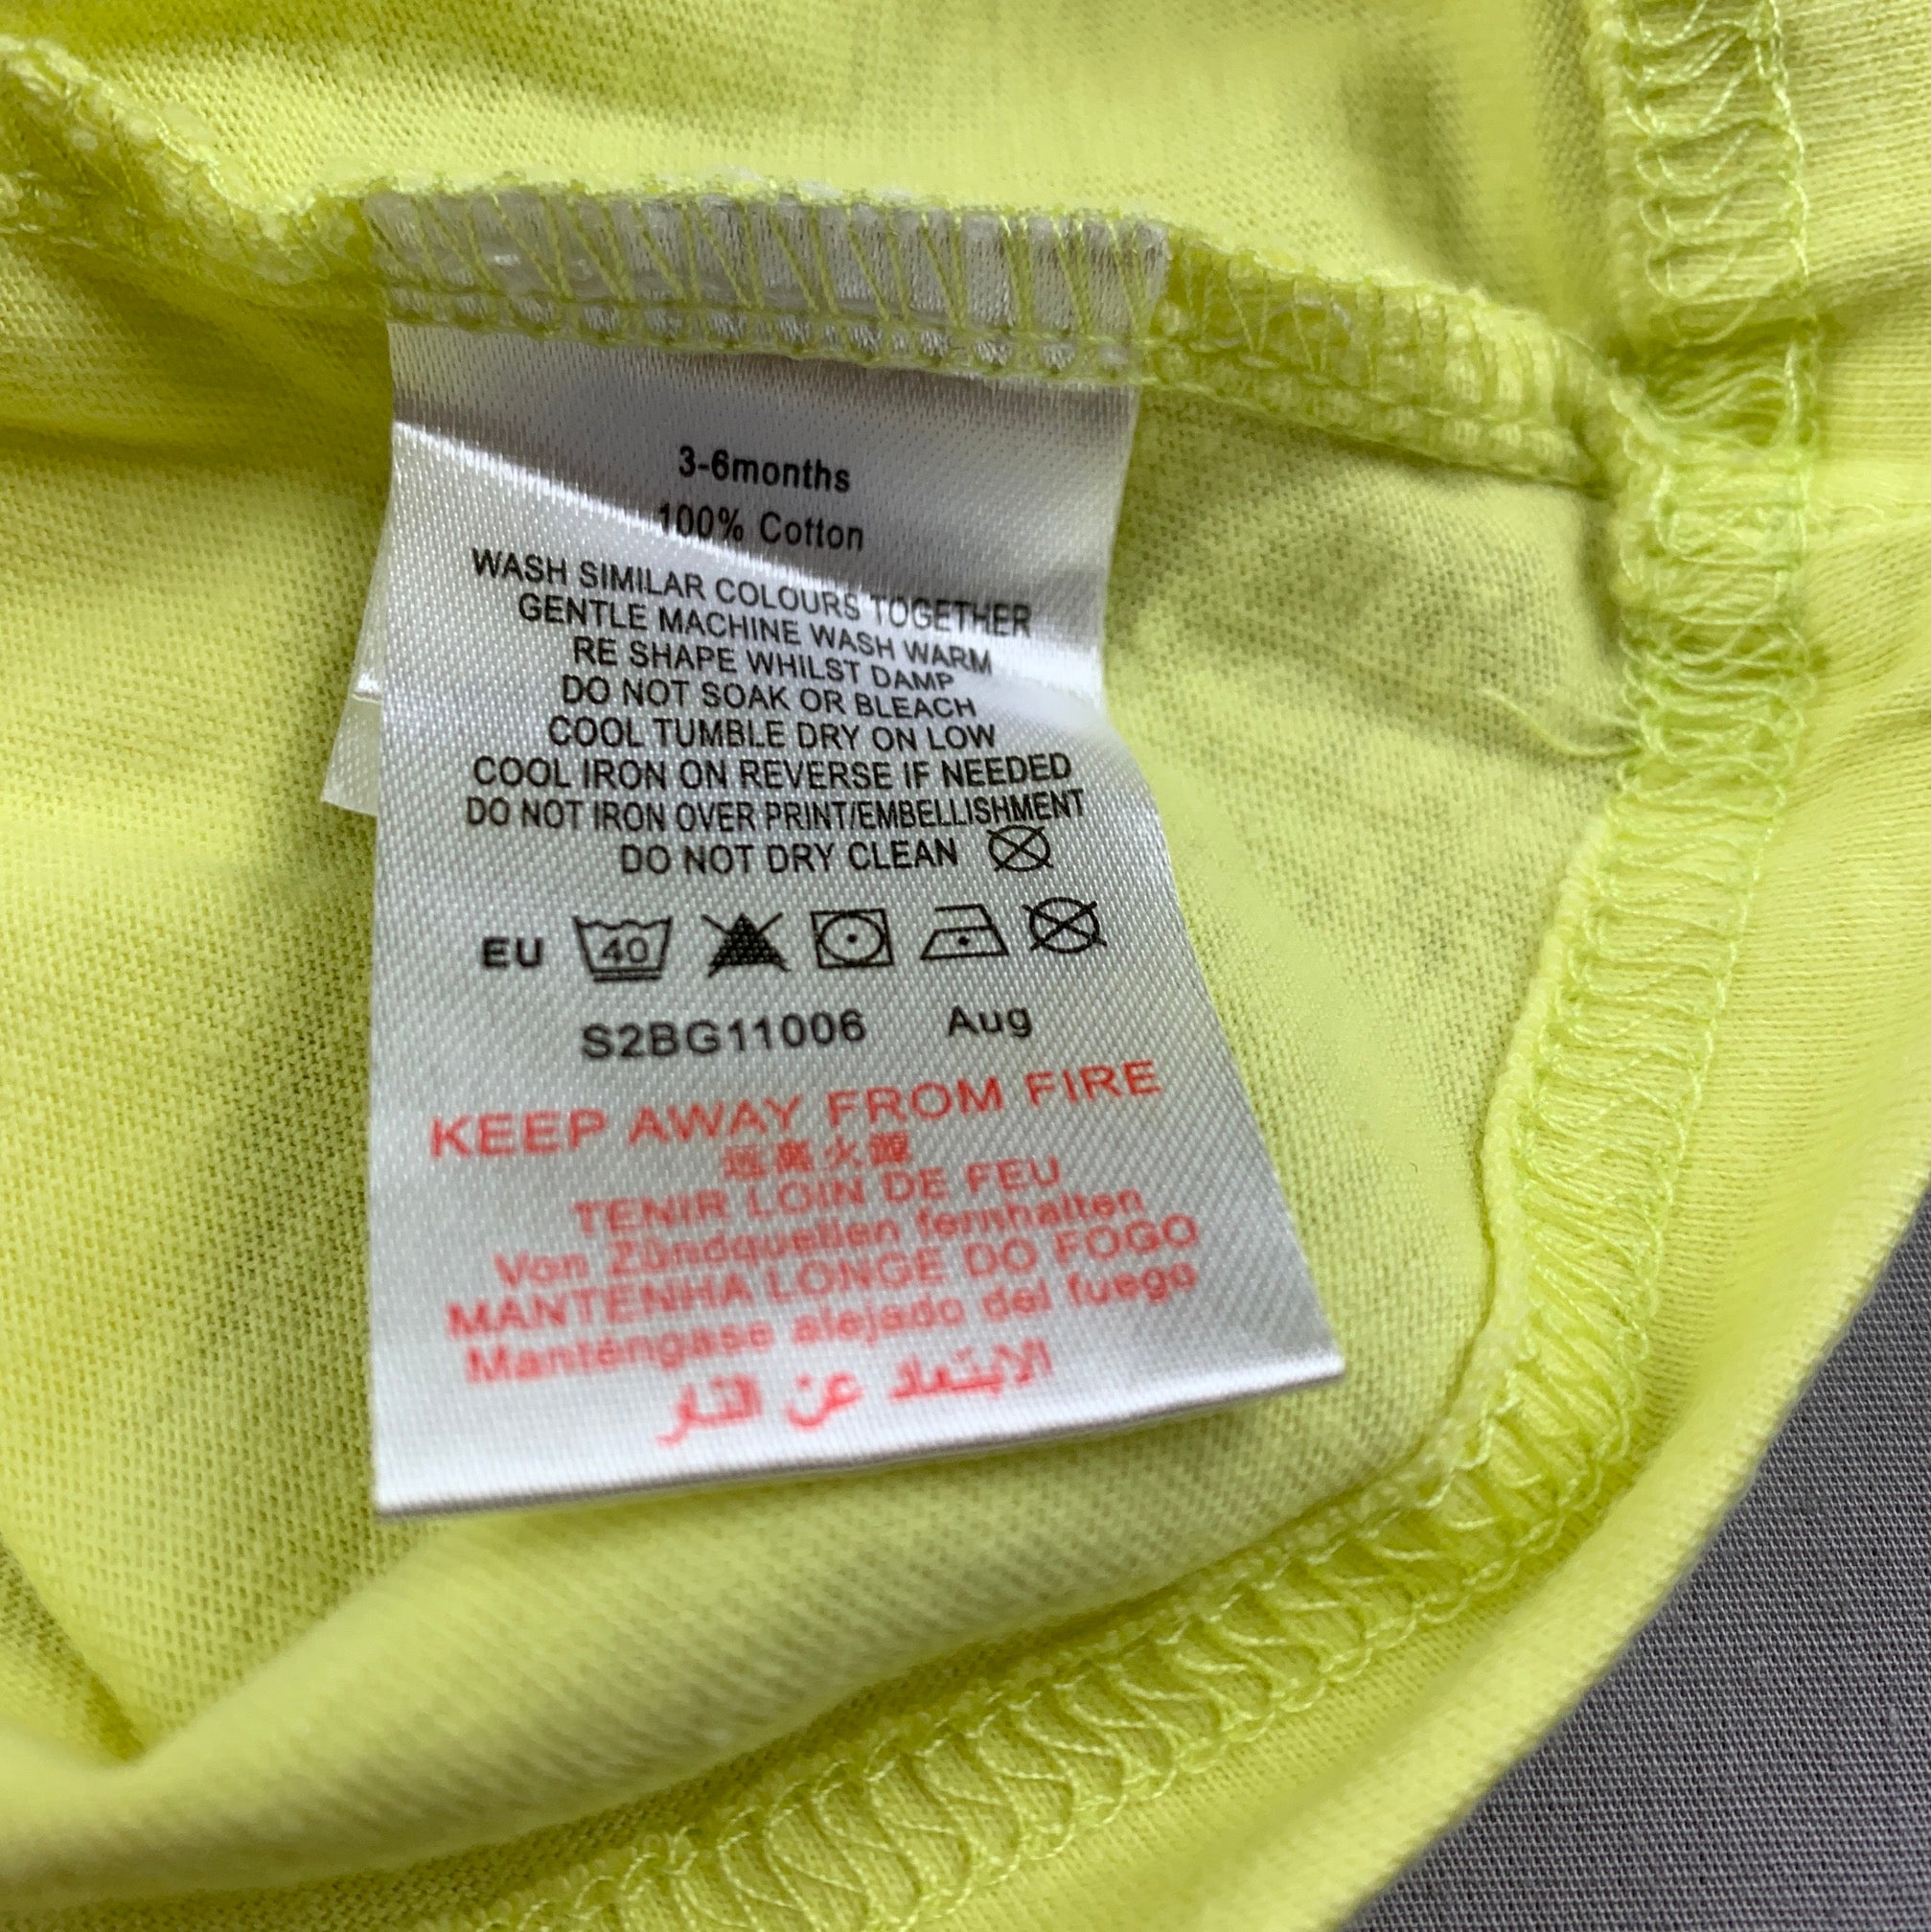 3-6months
100% Cotton
WASH SIMILAR COLOURS TOGETHER
GENTLE MACHINE WASH WARM
RE SHAPE WHILST DAMP
DO NOT SOAK OR BLEACH
COOL TUMBLE DRY ON LOW
COOL IRON ON REVERSE IF NEEDED
DO NOT IRON OVER PRINT/EMBELLISHMENT
DO NOT DRY CLEAN
EU 40
S2BG11006 Aug
KEEP AWAY FROM FIRE
远离火源
TENIR LOIN DE FEU
Von Zündquellen fernhalten
MANTENHA LONGE DO FOGO
Manténgase alejado del fuego
الابتعاد عن النار